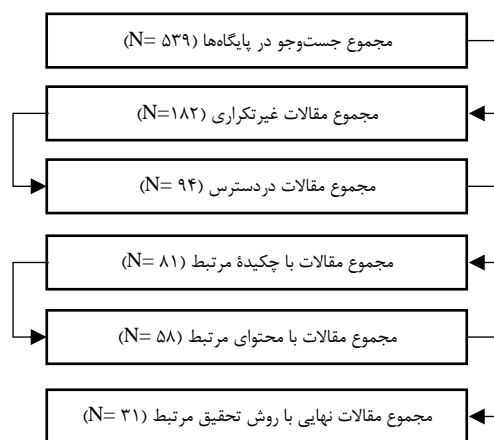 مجموع جست‌وجو در پایگاه‌ها (N= ۵۳۹)
مجموع مقالات غیرتکراری (N=۱۸۲)
مجموع مقالات دردسترس (N= ۹۴)
مجموع مقالات با چکیدهٔ مرتبط (N= ۸۱)
مجموع مقالات با محتوای مرتبط (N= ۵۸)
مجموع مقالات نهایی با روش تحقیق مرتبط (N= ۳۱)